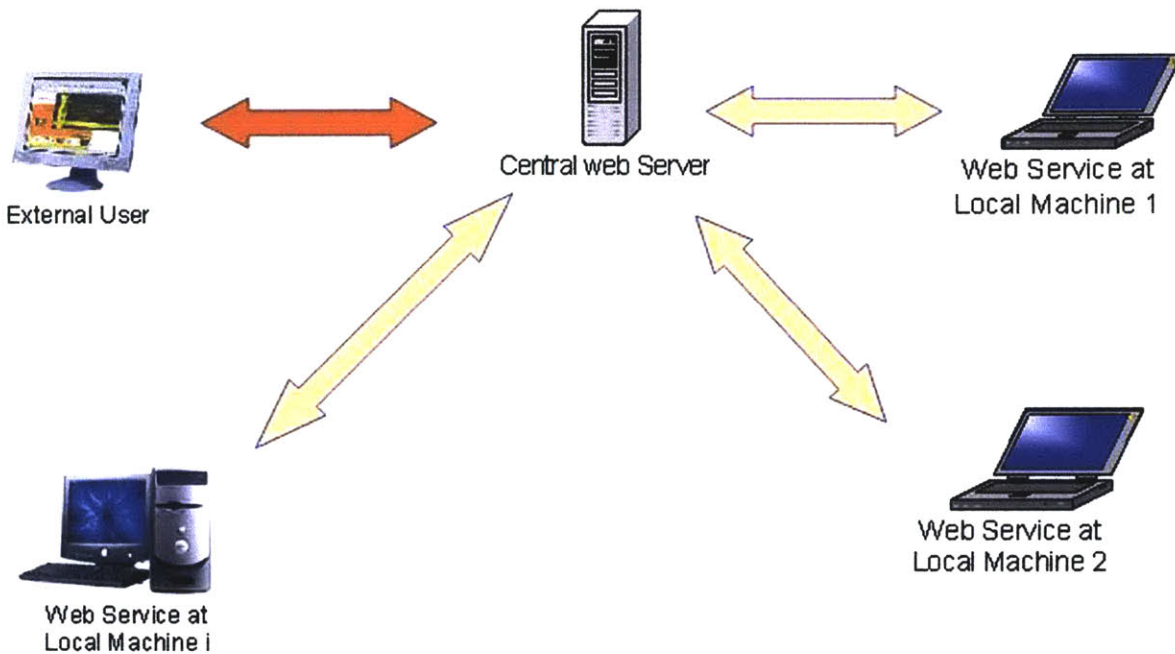 External User
Central web Server
Web Service at
Local Machine 1
Web Service at
Local Machine 2
Web Service at
Local Machine i